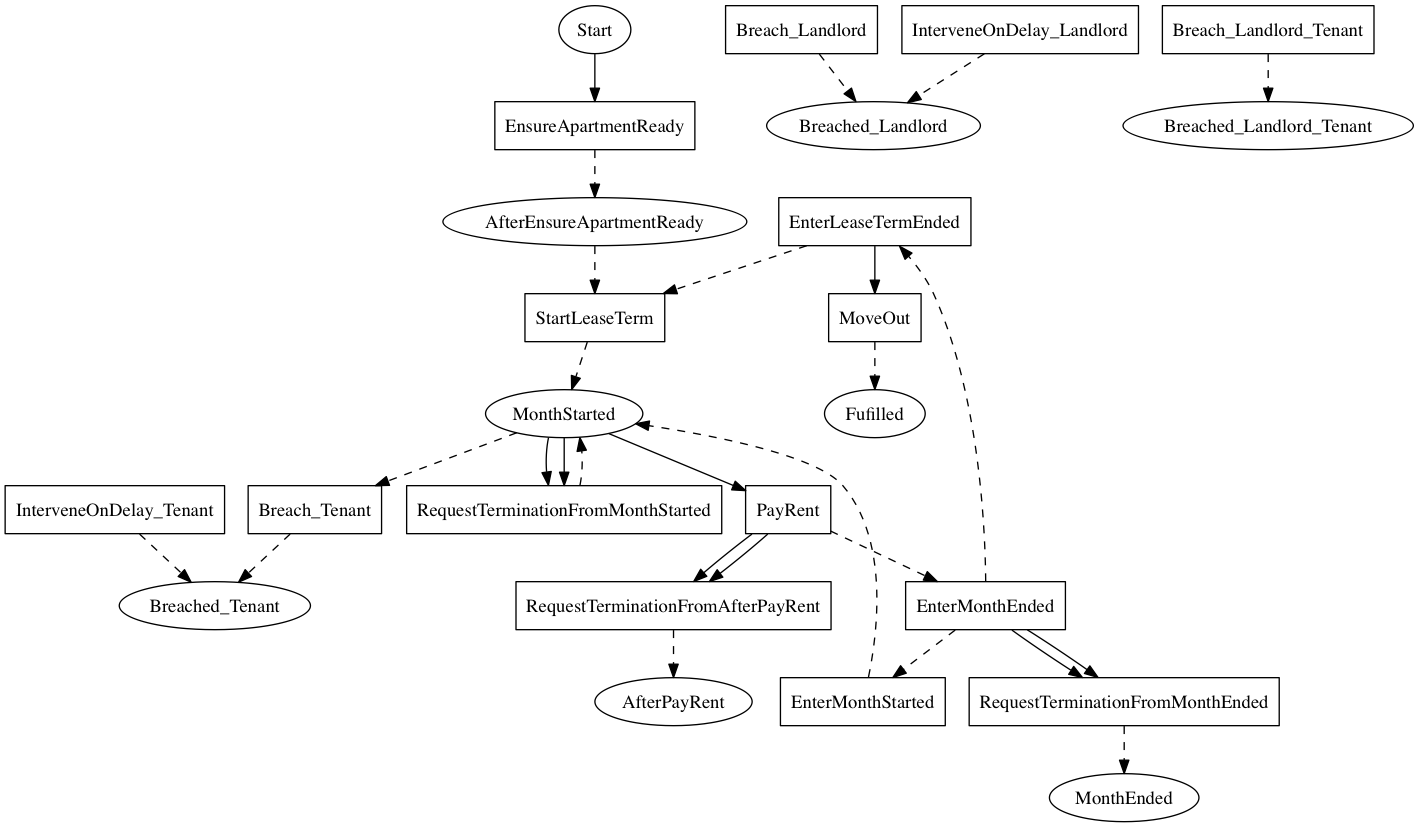 Start
Breach_Landlord
InterveneOnDelay_Landlord
Breach_Landlord_Tenant
EnsureApartmentReady
Breached_Landlord
Breached_Landlord_Tenant
AfterEnsureApartmentReady
EnterLeaseTermEnded
StartLeaseTerm
MoveOut
MonthStarted
Fufilled
InterveneOnDelay_Tenant
Breach_Tenant
RequestTerminationFromMonthStarted
PayRent
Breached_Tenant
RequestTerminationFromAfterPayRent
EnterMonthEnded
AfterPayRent
EnterMonthStarted
RequestTerminationFromMonthEnded
MonthEnded